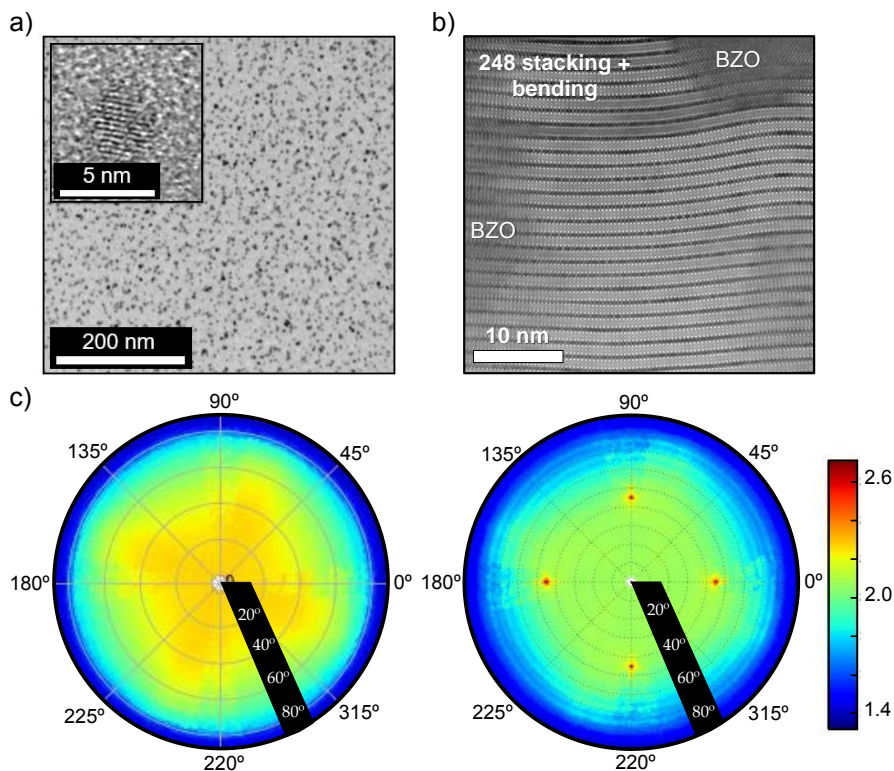 a)
5 nm
200 nm
b)
248 stacking +
bending
BZO
BZO
10 nm
c)
90º
135º
45º
180º
0º
20º
40º
60º
80º
225º
315º
220º
90º
135º
45º
180º
0º
20º
40º
60º
80º
225º
315º
220º
2.6
2.0
1.4